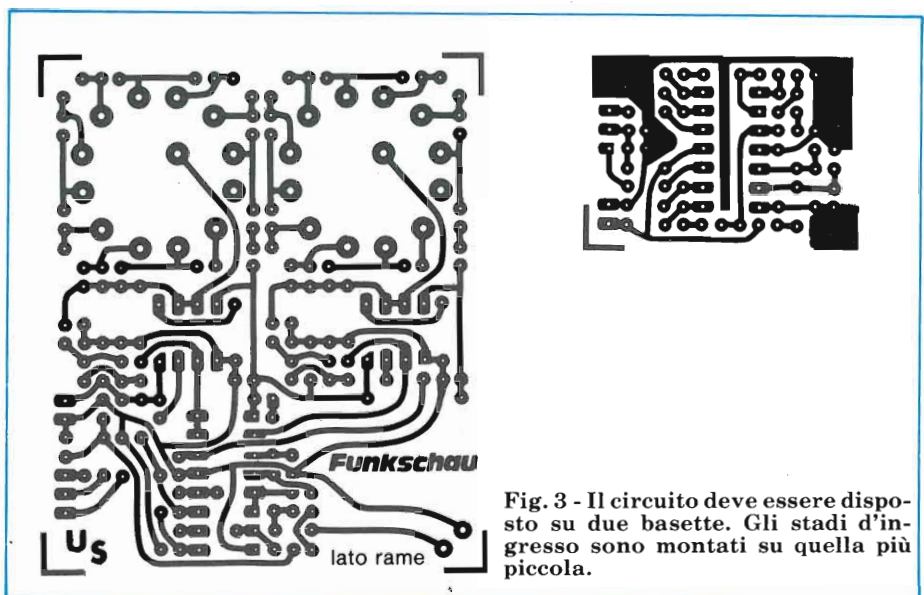 Funkschau
US
lato rame
Fig. 3 - Il circuito deve essere dispo-
sto su due basette. Gli stadi d'in-
gresso sono montati su quella più
piccola.